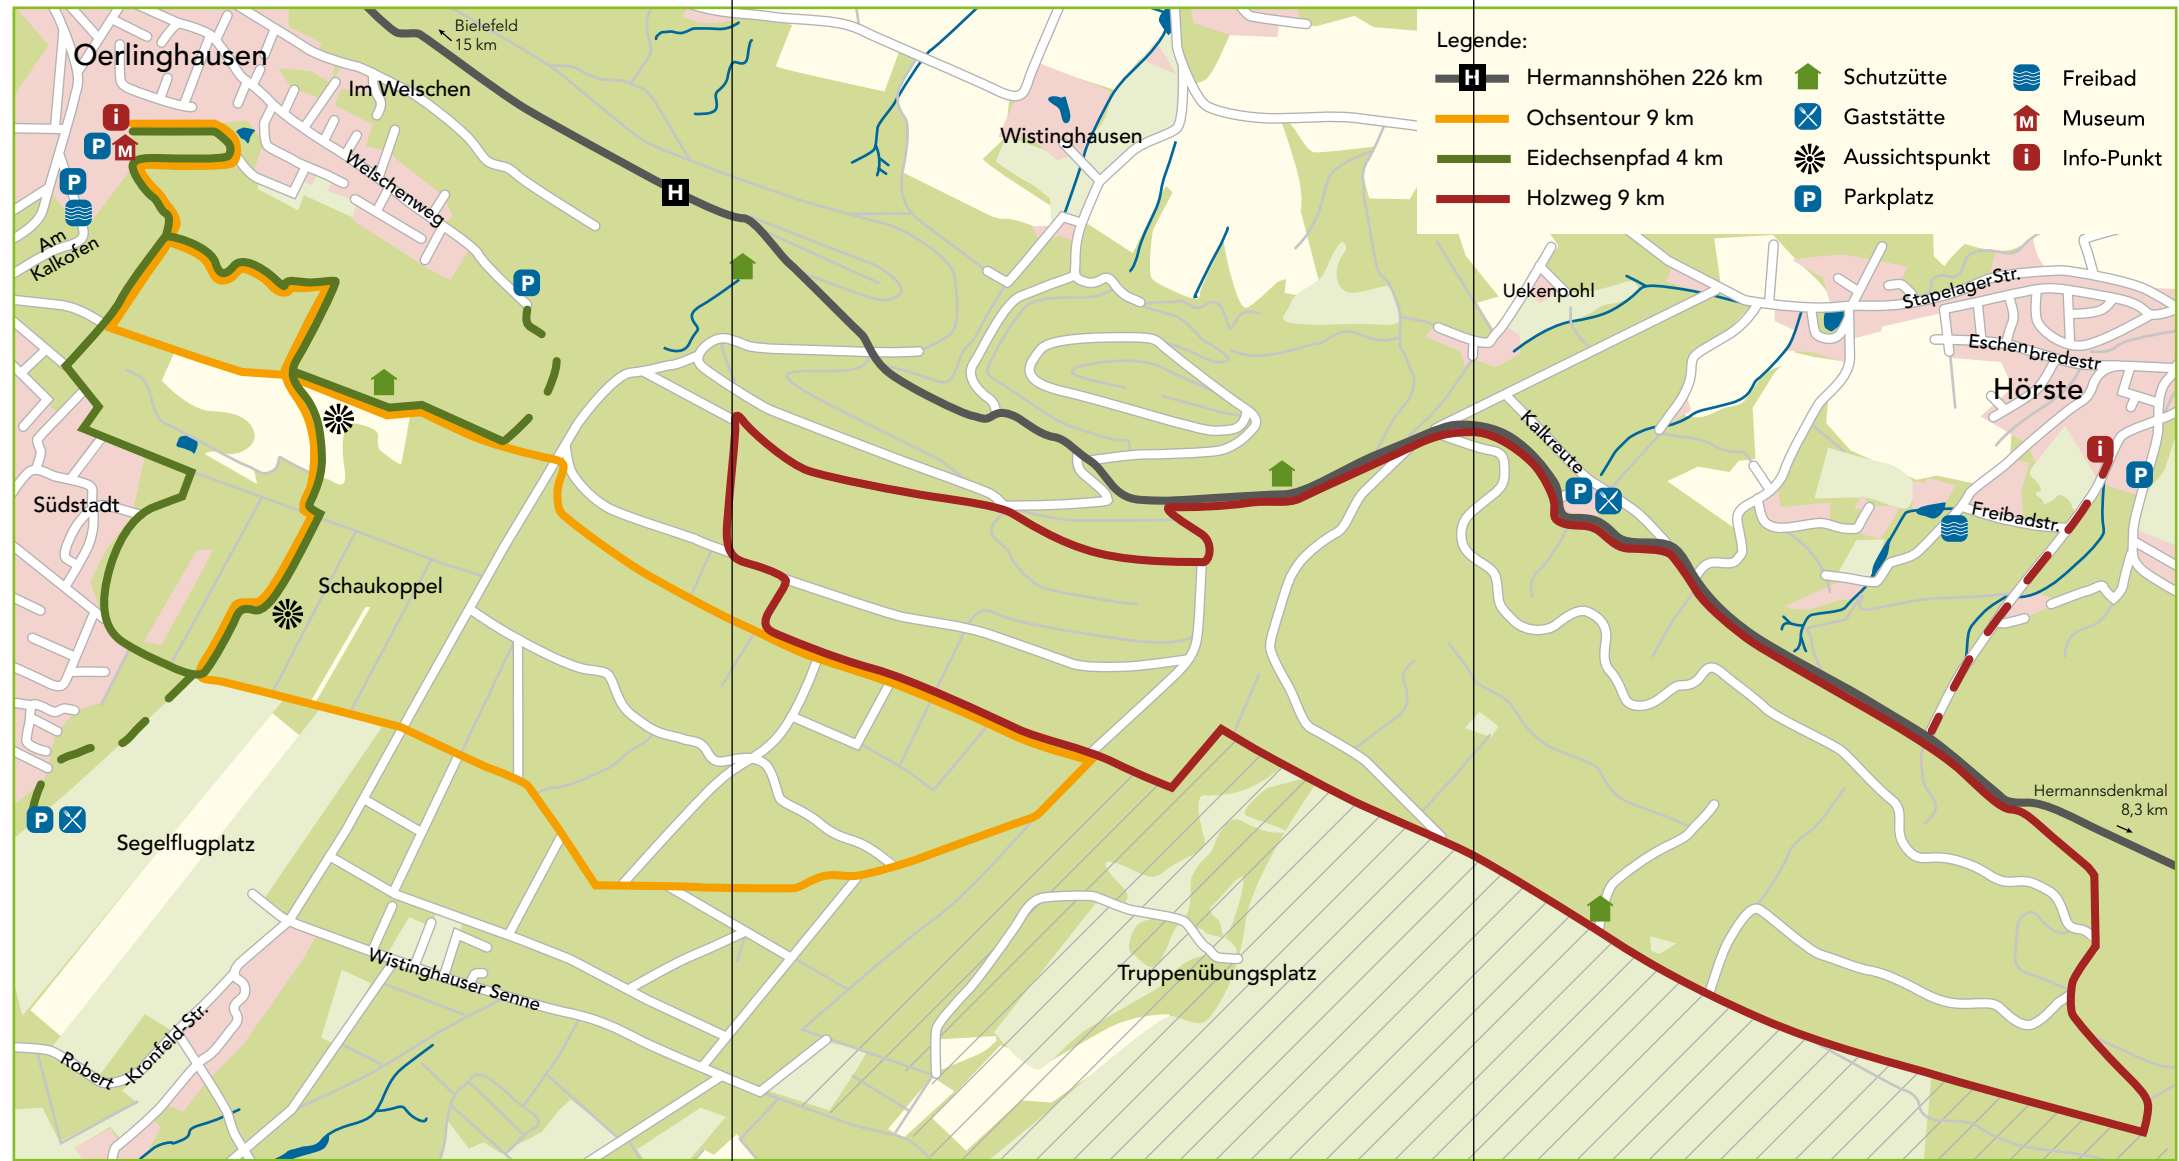 Oerlinghausen
Bielefeld
15 km
Im Welschen
i
P
M
P
Welschenweg
Am
Kalkofen
H
P
Wistinghausen
Legende:
H
Hermannshöhen 226 km
Ochsentour 9 km
Eidechsenpfad 4 km
Holzweg 9 km
Schutzütte
Gaststätte
Aussichtspunkt
P
Parkplatz
Freibad
M
Museum
i
Info-Punkt
Uekenpohl
Stapelager Str.
Eschenbredestr
Hörste
Kalkreute
i
P
P
Freibadstr.
Südstadt
Schaukoppel
P
Segelflugplatz
Hermannsdenkmal
8,3 km
Wistinghauser Senne
Truppenübungsplatz
Robert-Kronfeld-Str.